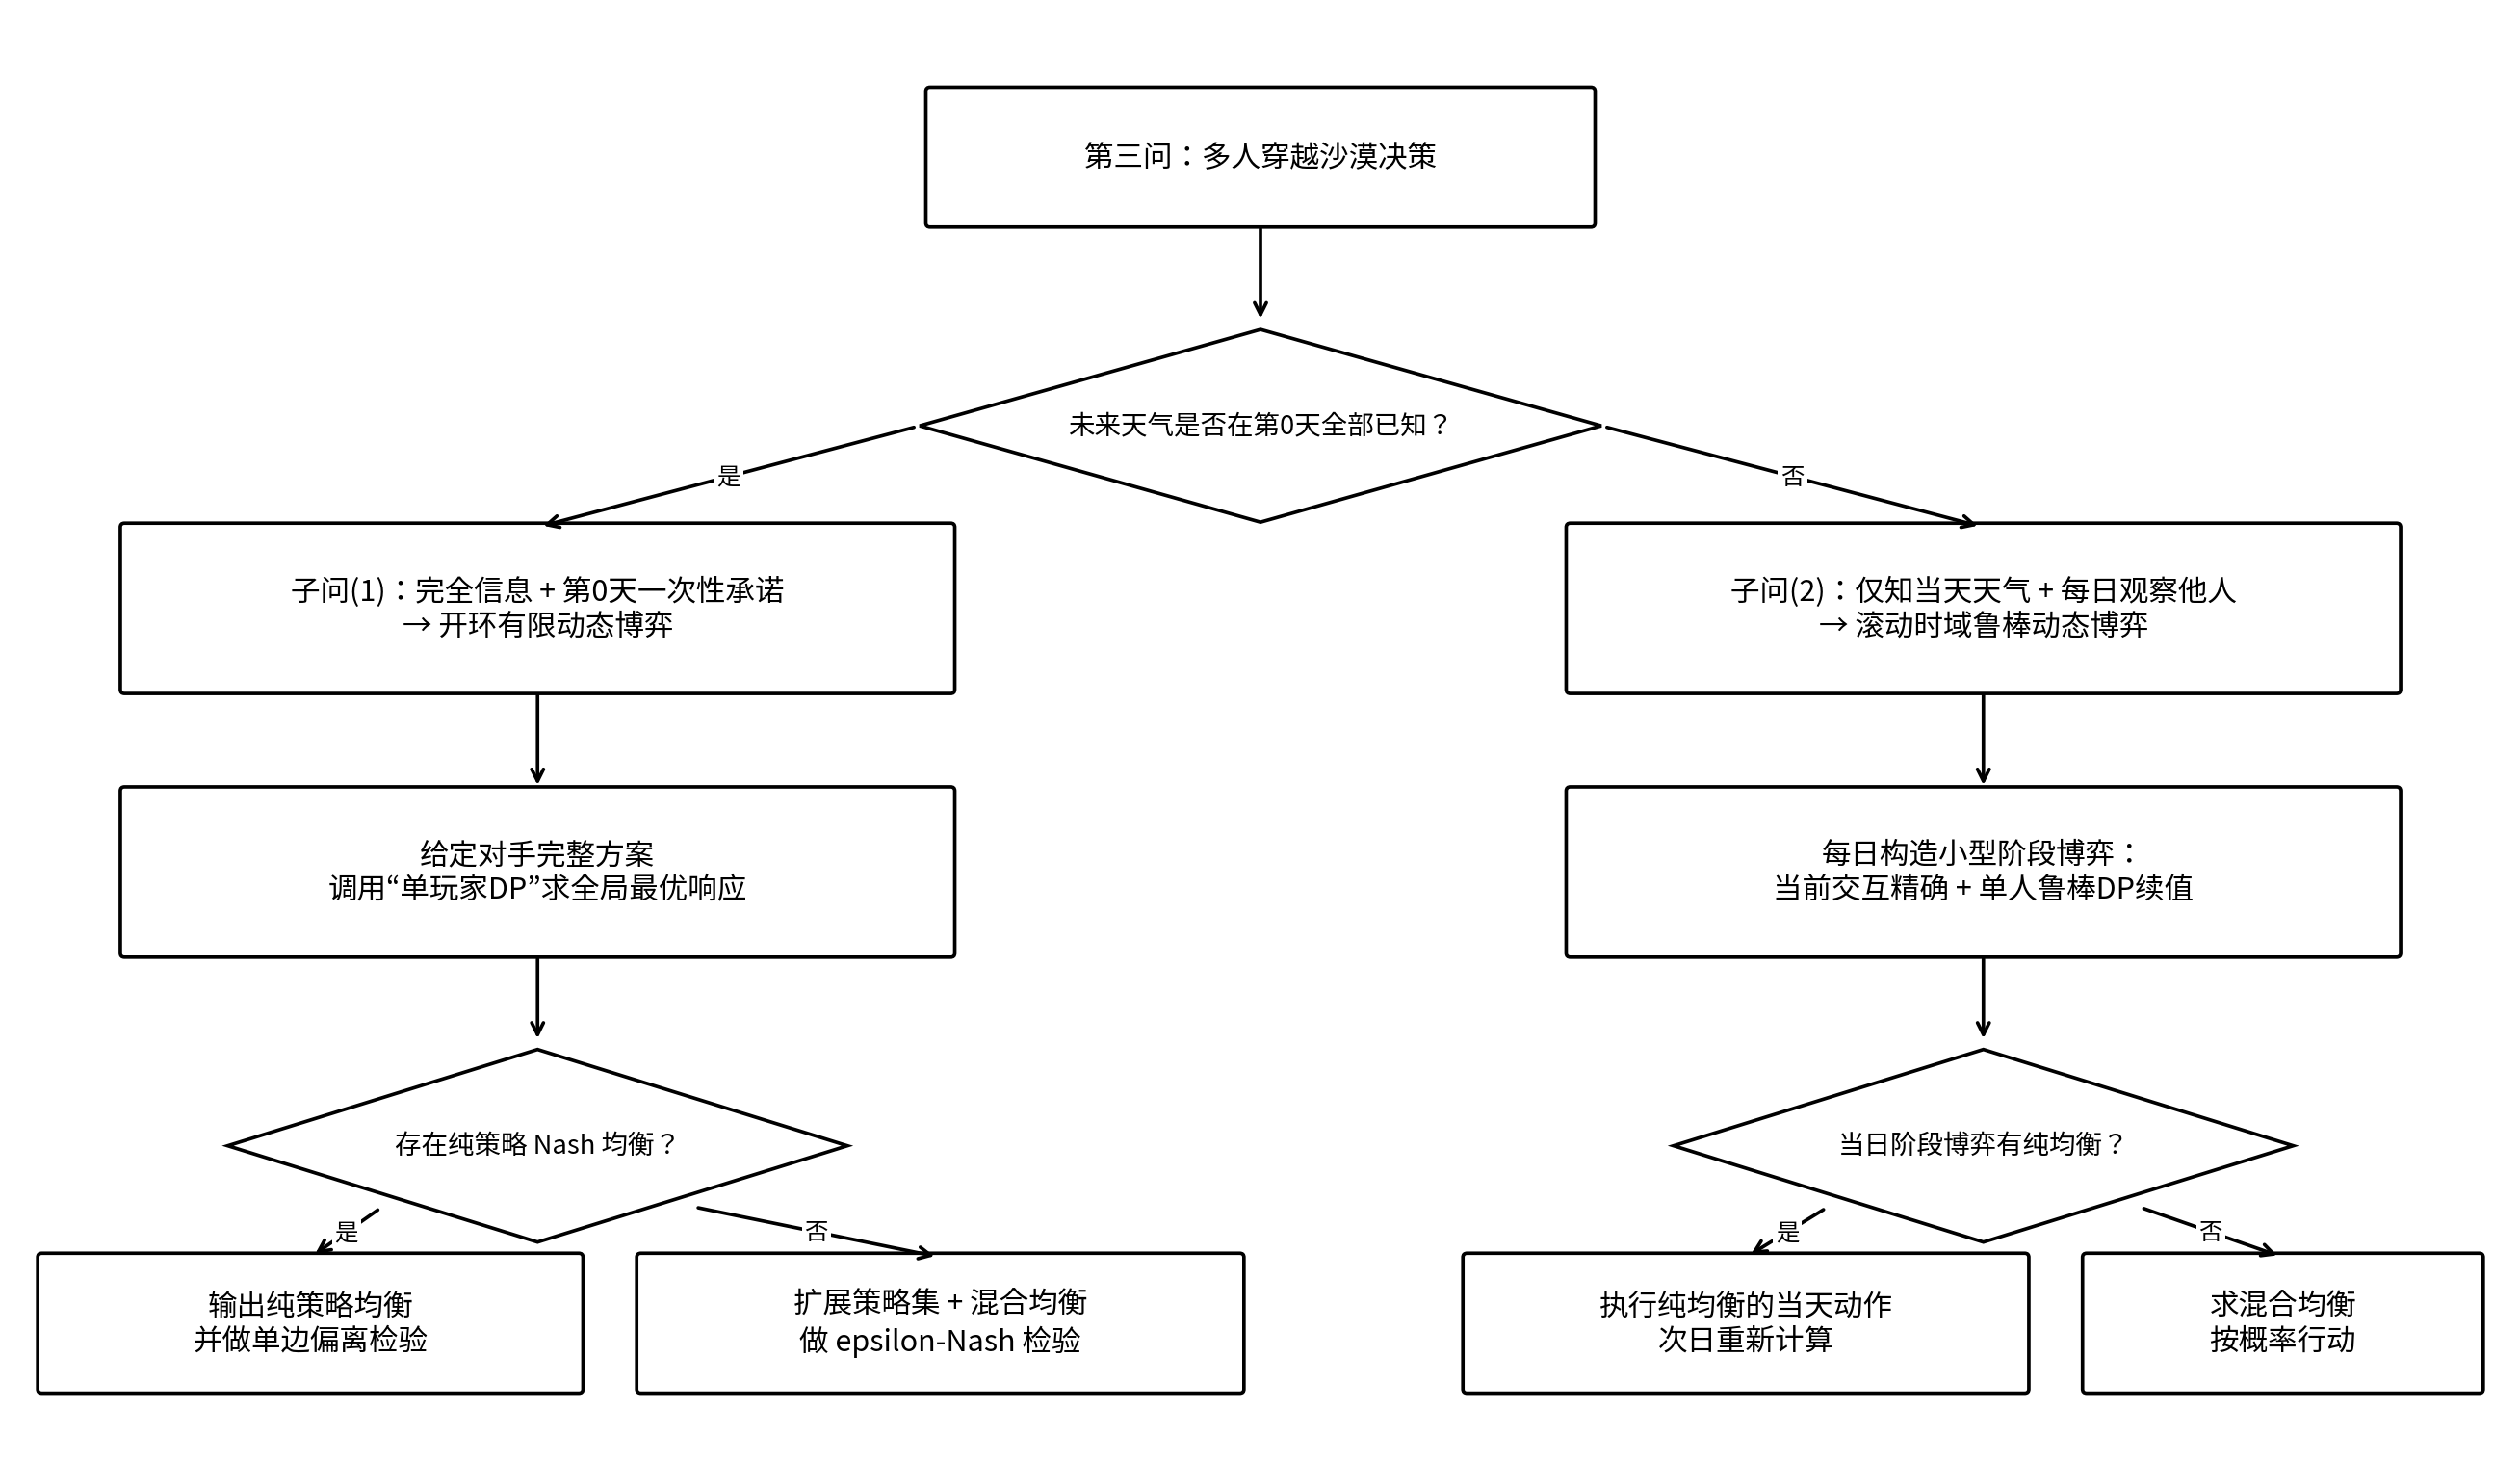 第三问：多人穿越沙漠决策
未来天气是否在第0天全部已知？
是
否
子问(1)：完全信息 + 第0天一次性承诺
→ 开环有限动态博弈
子问(2)：仅知当天天气 + 每日观察他人
→ 滚动时域鲁棒动态博弈
给定对手完整方案
调用“单玩家DP”求全局最优响应
每日构造小型阶段博弈：
当前交互精确 + 单人鲁棒DP续值
存在纯策略 Nash 均衡？
当日阶段博弈有纯均衡？
是
否
是
否
输出纯策略均衡
并做单边偏离检验
扩展策略集 + 混合均衡
做 epsilon-Nash 检验
执行纯均衡的当天动作
次日重新计算
求混合均衡
按概率行动